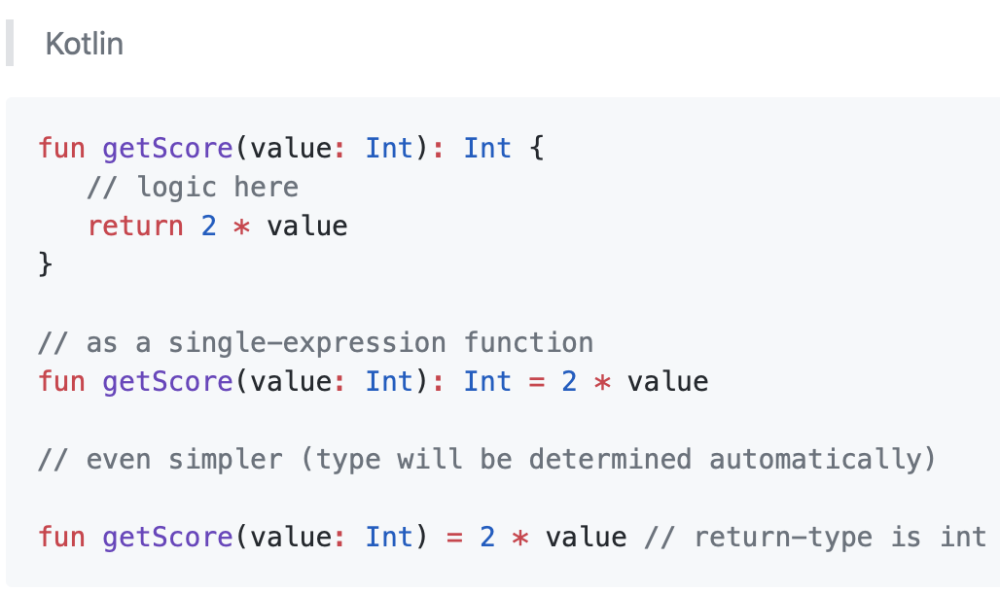 Kotlin
fun getScore(value: Int): Int {
   // logic here
   return 2 * value
}
// as a single-expression function
fun getScore(value: Int): Int = 2 * value
// even simpler (type will be determined automatically)
fun getScore(value: Int) = 2 * value // return-type is int